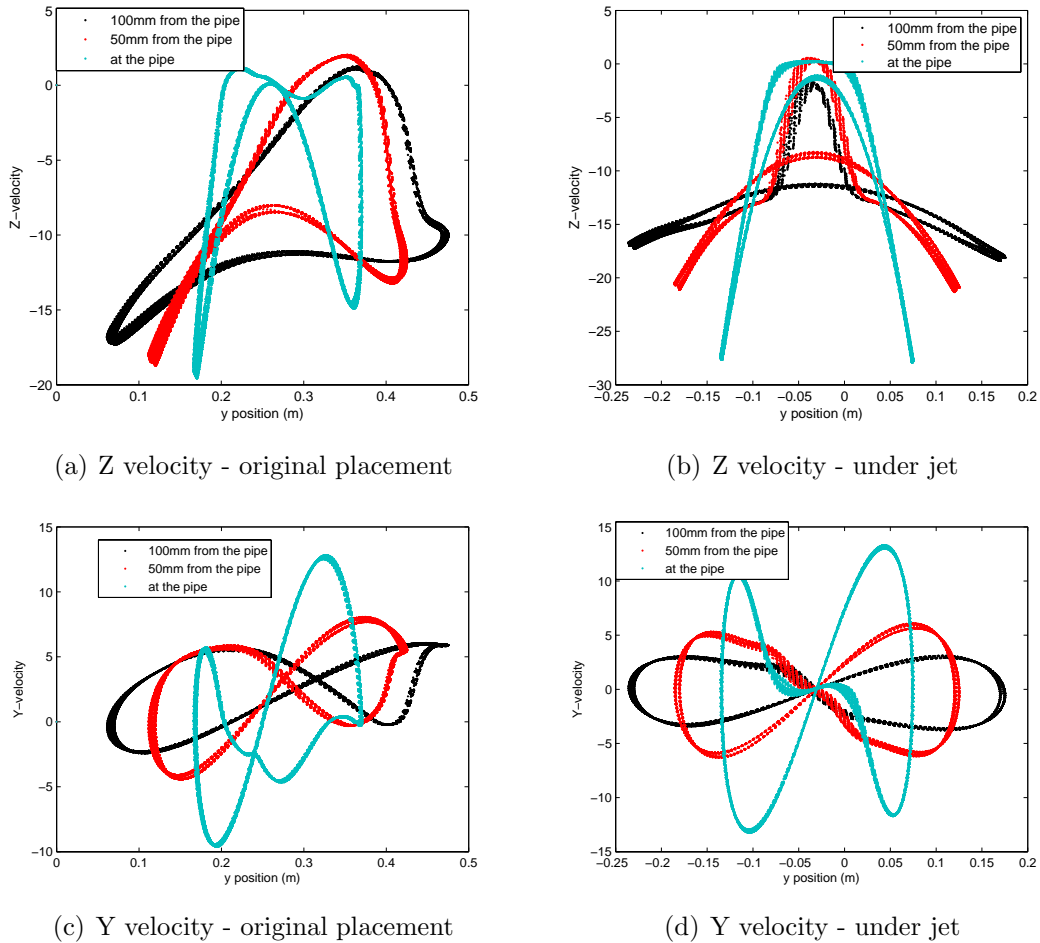 5
0
−5
−10
−15
−20
0
0.1
0.2
0.3
0.4
0.5
y position (m)
Z−velocity
100mm from the pipe
50mm from the pipe
at the pipe
(a) Z velocity - original placement
5
0
−5
−10
−15
−20
−25
−30
−0.25
−0.2
−0.15
−0.1
−0.05
0
0.05
0.1
0.15
0.2
y position (m)
Z−velocity
100mm from the pipe
50mm from the pipe
at the pipe
(b) Z velocity - under jet
15
10
5
0
−5
−10
0
0.1
0.2
0.3
0.4
0.5
y position (m)
Y−velocity
100mm from the pipe
50mm from the pipe
at the pipe
(c) Y velocity - original placement
15
10
5
0
−5
−10
−15
−0.25
−0.2
−0.15
−0.1
−0.05
0
0.05
0.1
0.15
0.2
y position (m)
Y−velocity
100mm from the pipe
50mm from the pipe
at the pipe
(d) Y velocity - under jet